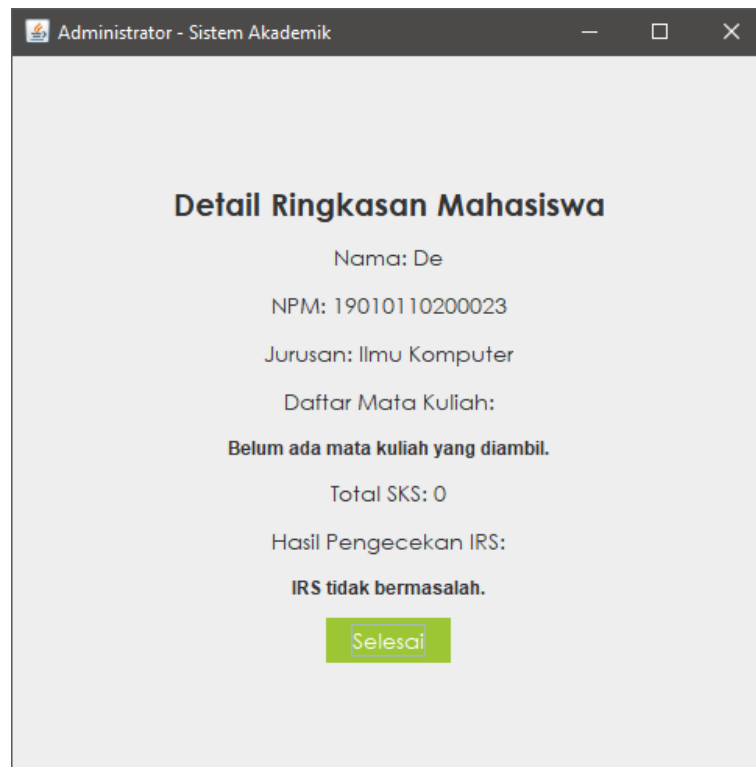 Administrator - Sistem Akademik
Detail Ringkasan Mahasiswa
Nama: De
NPM: 19010110200023
Jurusan: Ilmu Komputer
Daftar Mata Kuliah:
Belum ada mata kuliah yang diambil.
Total SKS: 0
Hasil Pengecekan IRS:
IRS tidak bermasalah.
Selesai